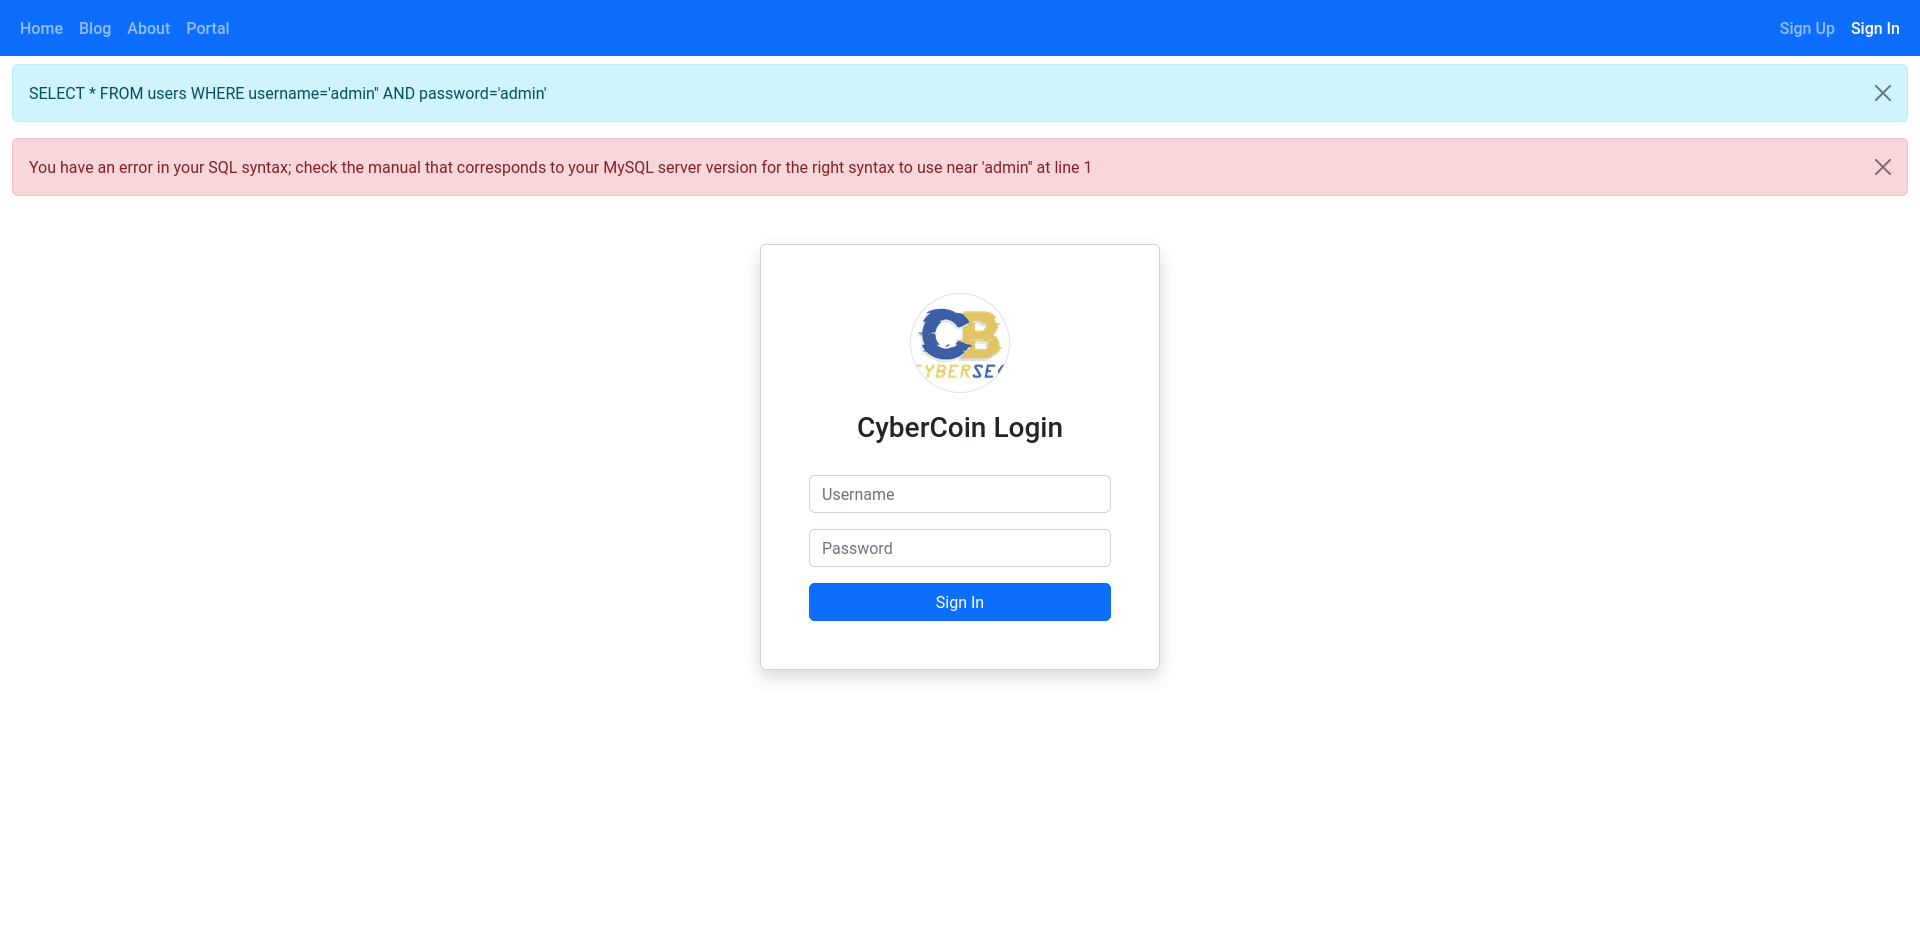 Home Blog About Portal Sign Up Sign In
SELECT * FROM users WHERE username='admin'' AND password='admin'
You have an error in your SQL syntax; check the manual that corresponds to your MySQL server version for the right syntax to use near 'admin'' at line 1
CB
CYBERSEC
CyberCoin Login
Username
Password
Sign In